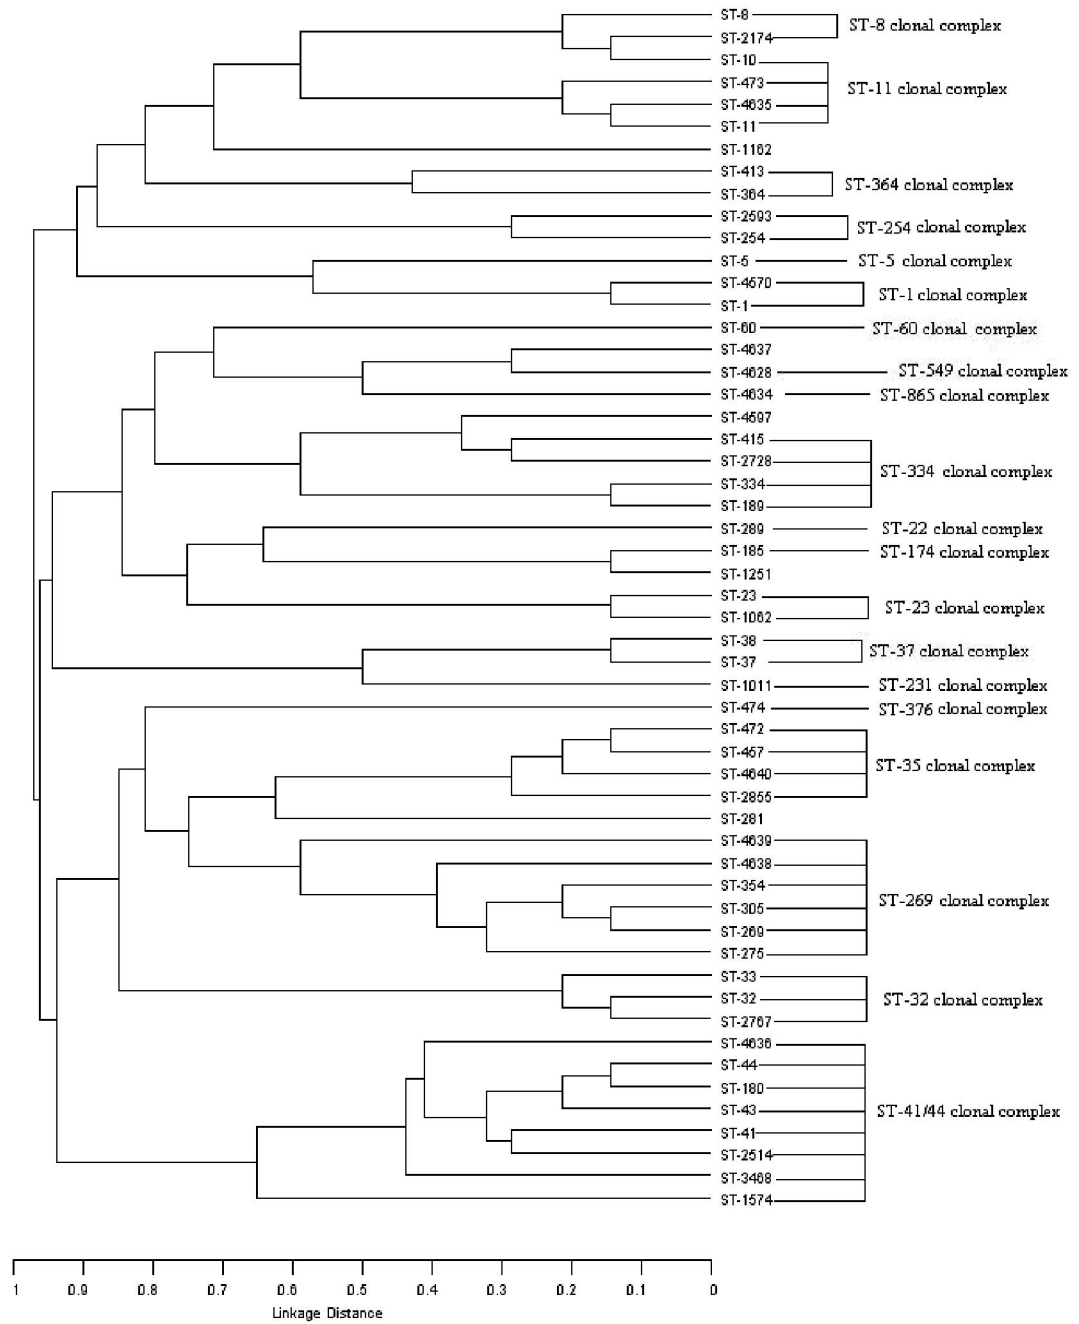 ST-8
ST-8 clonal complex
ST-2174
ST-10
ST-473
ST-11 clonal complex
ST-4635
ST-11
ST-1162
ST-413
ST-364 clonal complex
ST-364
ST-2593
ST-254 clonal complex
ST-254
ST-5
ST-5 clonal complex
ST-4570
ST-1 clonal complex
ST-1
ST-60
ST-60 clonal complex
ST-4637
ST-4628
ST-549 clonal complex
ST-4634
ST-865 clonal complex
ST-4597
ST-415
ST-2728
ST-334 clonal complex
ST-334
ST-189
ST-289
ST-22 clonal complex
ST-185
ST-174 clonal complex
ST-1251
ST-23
ST-23 clonal complex
ST-1062
ST-38
ST-37 clonal complex
ST-37
ST-1011
ST-231 clonal complex
ST-474
ST-376 clonal complex
ST-472
ST-457
ST-35 clonal complex
ST-4640
ST-2855
ST-281
ST-4639
ST-4638
ST-354
ST-269 clonal complex
ST-305
ST-269
ST-275
ST-33
ST-32
ST-32 clonal complex
ST-2767
ST-4636
ST-44
ST-180
ST-43
ST-41/44 clonal complex
ST-41
ST-2514
ST-3468
ST-1574
1 0.9 0.8 0.7 0.6 0.5 0.4 0.3 0.2 0.1 0
Linkage Distance